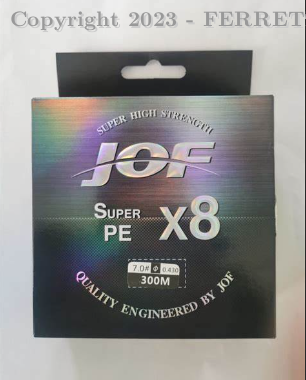 Copyright 2023 - FERRET
SUPER HIGH STRENGTH
JOF
SUPER
PE X8
7.0# Ø 0.430
300M
QUALITY ENGINEERED BY JOF